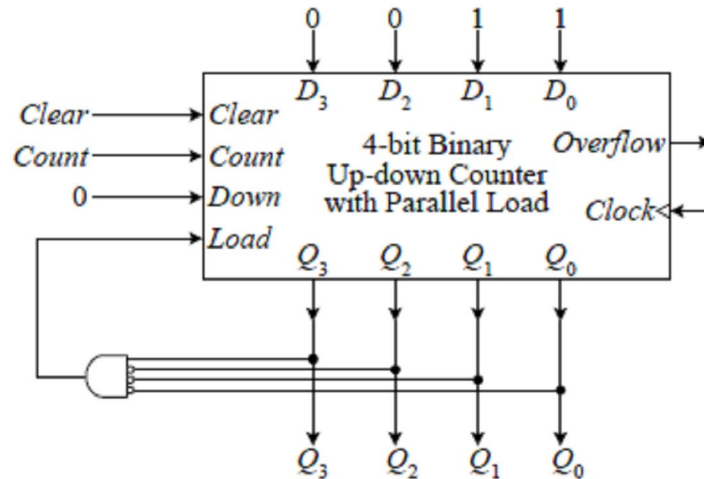 0 0 1 1
D₃ D₂ D₁ D₀
Clear Clear
4-bit Binary
Overflow
Count Count
Up-down Counter
0 Down
with Parallel Load
Clock
Load
Q₃ Q₂ Q₁ Q₀
Q₃ Q₂ Q₁ Q₀